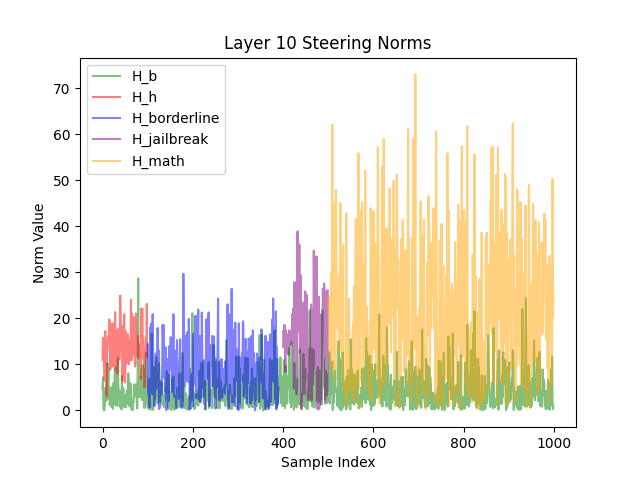 Layer 10 Steering Norms
H_b
H_h
H_borderline
H_jailbreak
H_math
Norm Value
70
60
50
40
30
20
10
0
0 200 400 600 800 1000
Sample Index